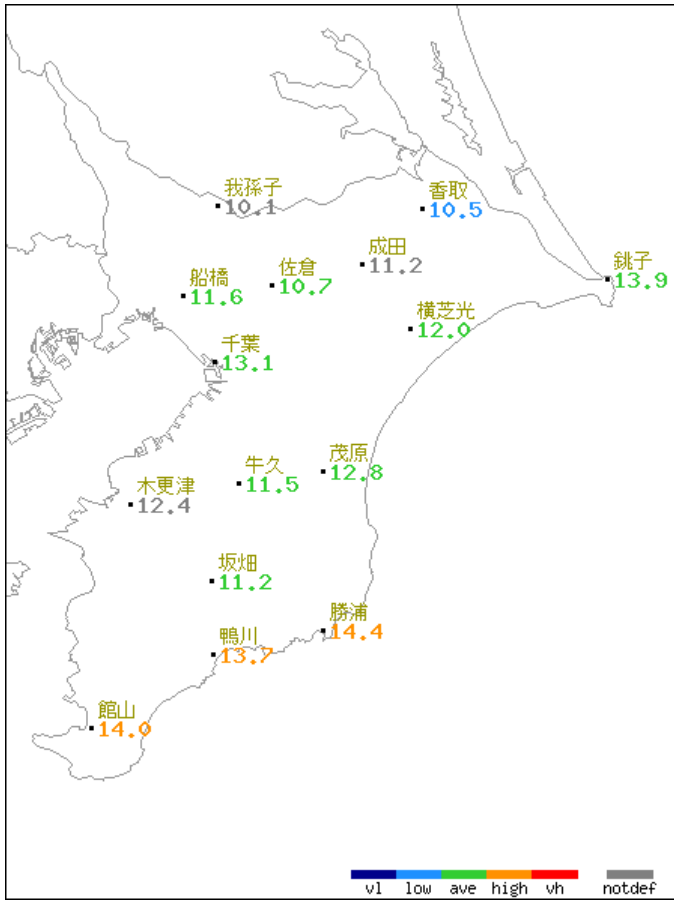 我孫子
10.1
香取
10.5
成田
11.2
銚子
13.9
船橋
11.6
佐倉
10.7
横芝光
12.0
千葉
13.1
茂原
12.8
牛久
11.5
木更津
12.4
坂畑
11.2
勝浦
14.4
鴨川
13.7
館山
14.0
vl low ave high vh notdef